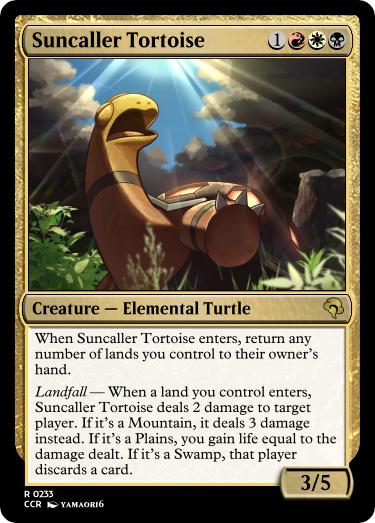 Suncaller Tortoise 1
Creature — Elemental Turtle
When Suncaller Tortoise enters, return any
number of lands you control to their owner's
hand.
Landfall — When a land you control enters,
Suncaller Tortoise deals 2 damage to target
player. If it's a Mountain, it deals 3 damage
instead. If it's a Plains, you gain life equal to the
damage dealt. If it's a Swamp, that player
discards a card.
3/5
R 0233
CCR YAMAORI6